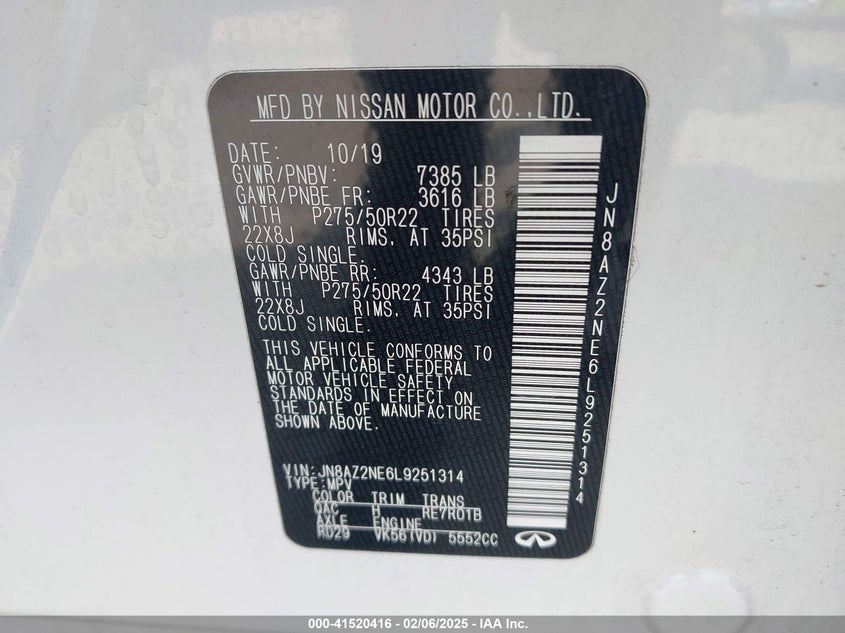 MFD BY NISSAN MOTOR CO.,LTD.
DATE: 10/19
GVWR/PNBV: 7385 LB
GAWR/PNBE FR: 3616 LB
WITH P275/50R22 TIRES
22X8J RIMS, AT 35PSI
COLD SINGLE.
GAWR/PNBE RR: 4343 LB
WITH P275/50R22 TIRES
22X8J RIMS, AT 35PSI
COLD SINGLE.
THIS VEHICLE CONFORMS TO
ALL APPLICABLE FEDERAL
MOTOR VEHICLE SAFETY
STANDARDS IN EFFECT ON
THE DATE OF MANUFACTURE
SHOWN ABOVE.
VIN:JN8AZ2NE6L9251314
TYPE:MPV
COLOR TRIM TRANS
QAC H RE7R01B
AXLE ENGINE
RD29 VK56(VD) 5552CC
JN8AZ2NE6L9251314
000-41520416 - 02/06/2025 - IAA Inc.